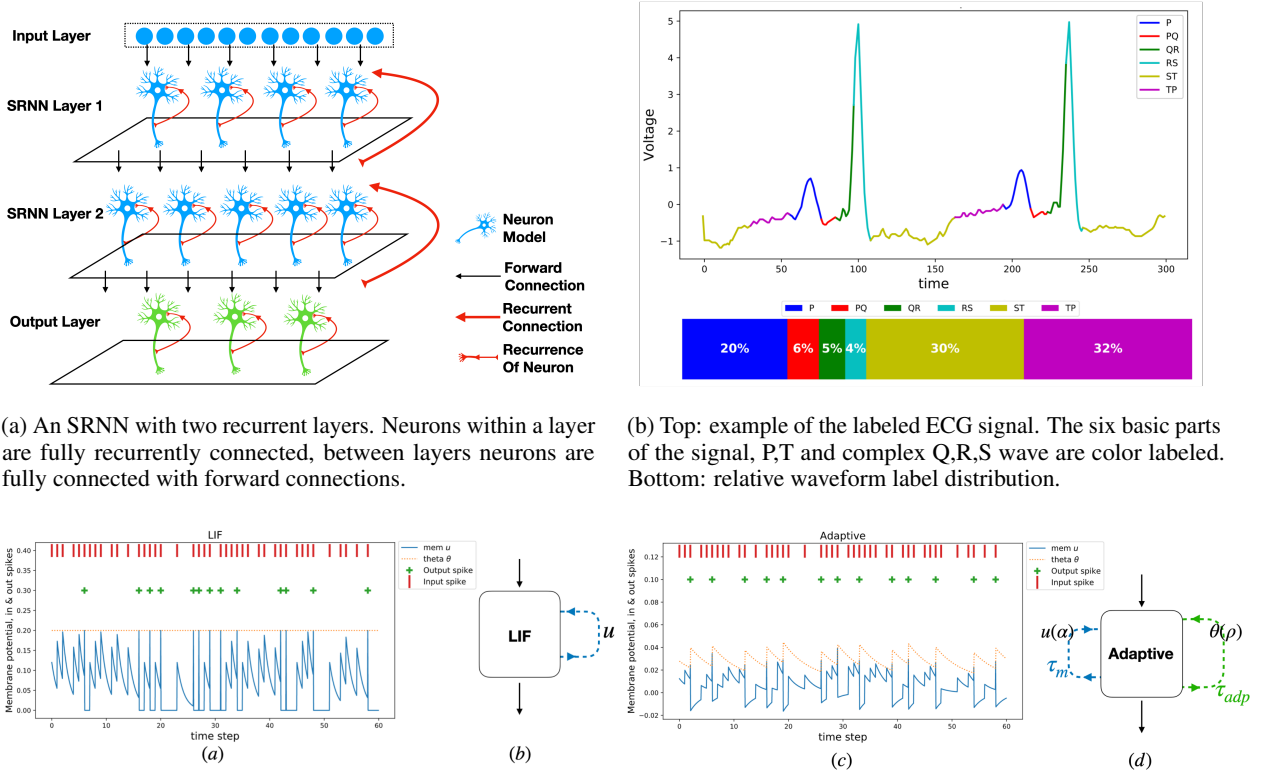 Input Layer
SRNN Layer 1
SRNN Layer 2
Output Layer
Neuron
Model
Forward
Connection
Recurrent
Connection
Recurrence
Of Neuron
(a) An SRNN with two recurrent layers. Neurons within a layer
are fully recurrently connected, between layers neurons are
fully connected with forward connections.
Voltage
5
4
3
2
1
0
−1
0 50 100 150 200 250 300
time
P
PQ
QR
RS
ST
TP
P PQ QR RS ST TP
20% 6% 5% 4% 30% 32%
(b) Top: example of the labeled ECG signal. The six basic parts
of the signal, P,T and complex Q,R,S wave are color labeled.
Bottom: relative waveform label distribution.
LIF
Membrane potential, in & out spikes
0.40
0.35
0.30
0.25
0.20
0.15
0.10
0.05
0.00
0 10 20 30 40 50 60
time step
mem u
theta θ
Output spike
Input spike
(a)
LIF
u
(b)
Adaptive
Membrane potential, in & out spikes
0.12
0.10
0.08
0.06
0.04
0.02
0.00
−0.02
0 10 20 30 40 50 60
time step
mem u
theta θ
Output spike
Input spike
(c)
u(α)
τm
Adaptive
θ(ρ)
τadp
(d)